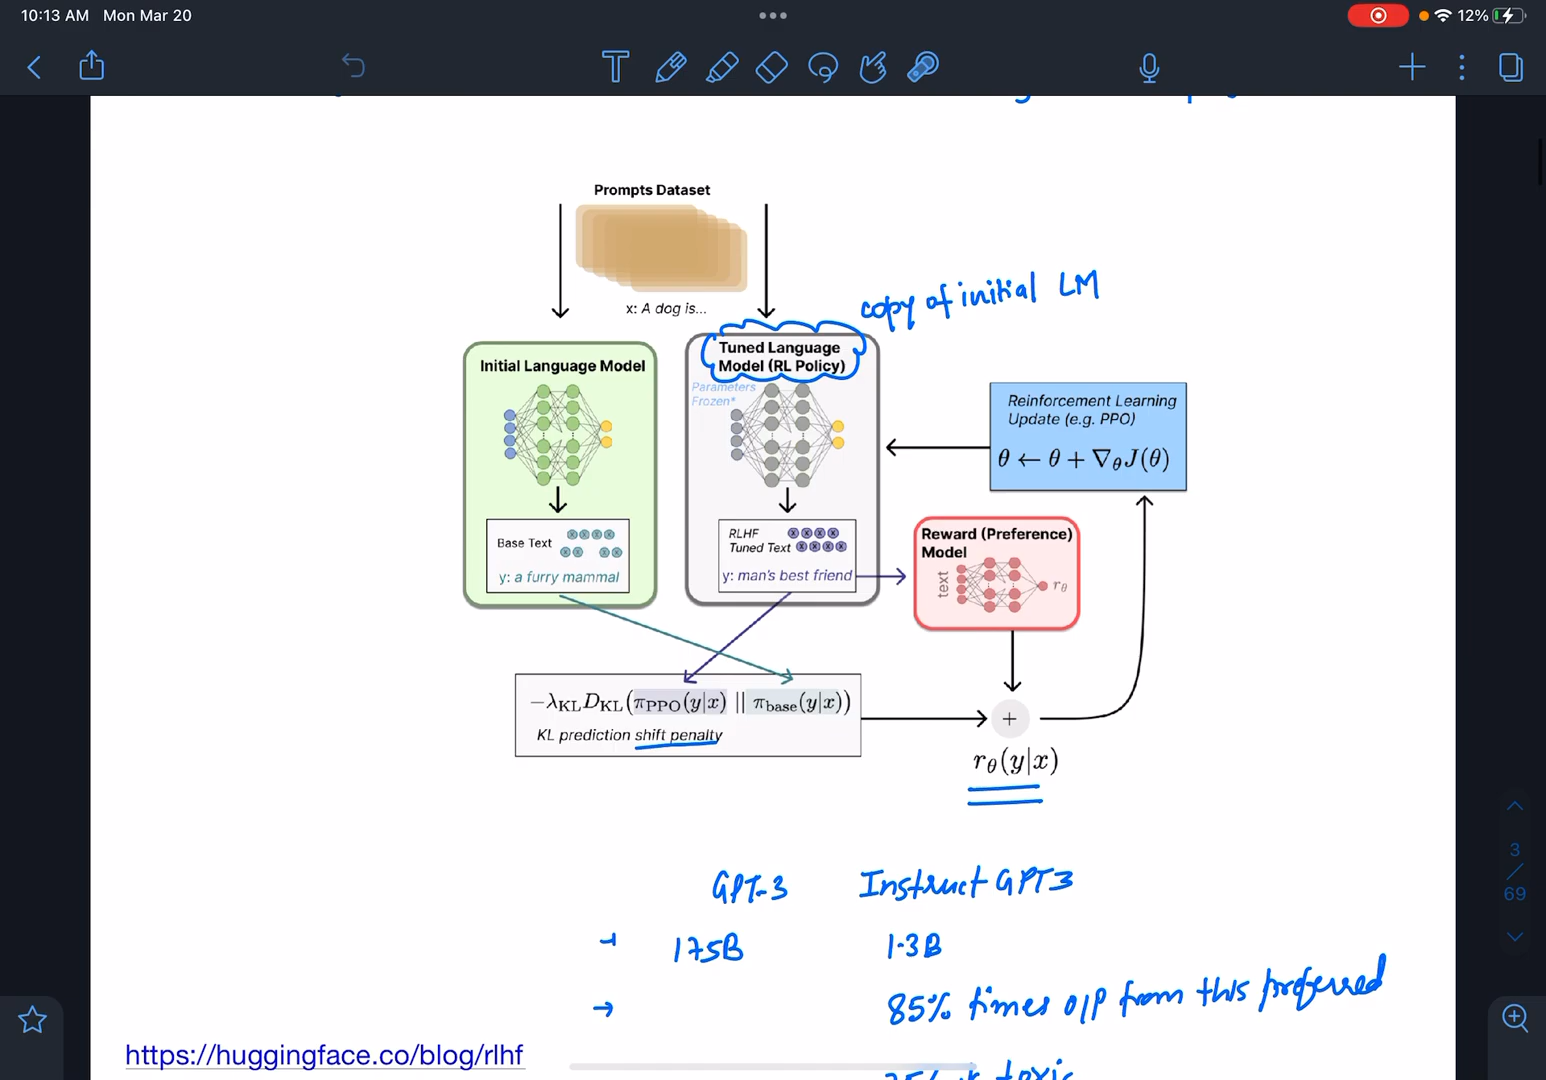 10:13 AM Mon Mar 20
12%
Prompts Dataset
x: A dog is...
copy of initial LM
Initial Language Model
Tuned Language
Model (RL Policy)
Parameters
Frozen*
Reinforcement Learning
Update (e.g. PPO)
θ ← θ + ∇θJ(θ)
Base Text
y: a furry mammal
RLHF
Tuned Text
y: man's best friend
Reward (Preference)
Model
text
rθ
−λKL DKL(πPPO(y|x) || πbase(y|x))
KL prediction shift penalty
+
rθ(y|x)
3
/
69
GPT-3 Instruct GPT3
175B 1.3B
→ 85% times o/p from this preferred
toxic
https://huggingface.co/blog/rlhf